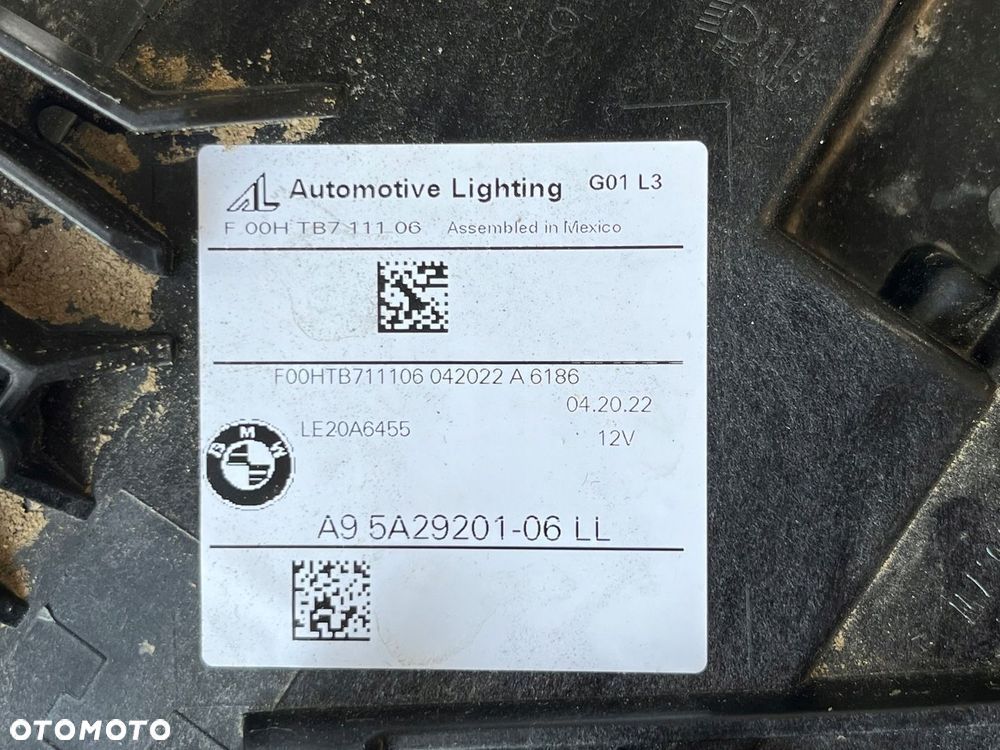 Automotive Lighting G01 L3
F 00H TB7 111 06 Assembled in Mexico
F00HTB711106 042022 A 6186
04.20.22
LE20A6455
12V
BMW
A9 5A29201-06 LL
OTOMOTO